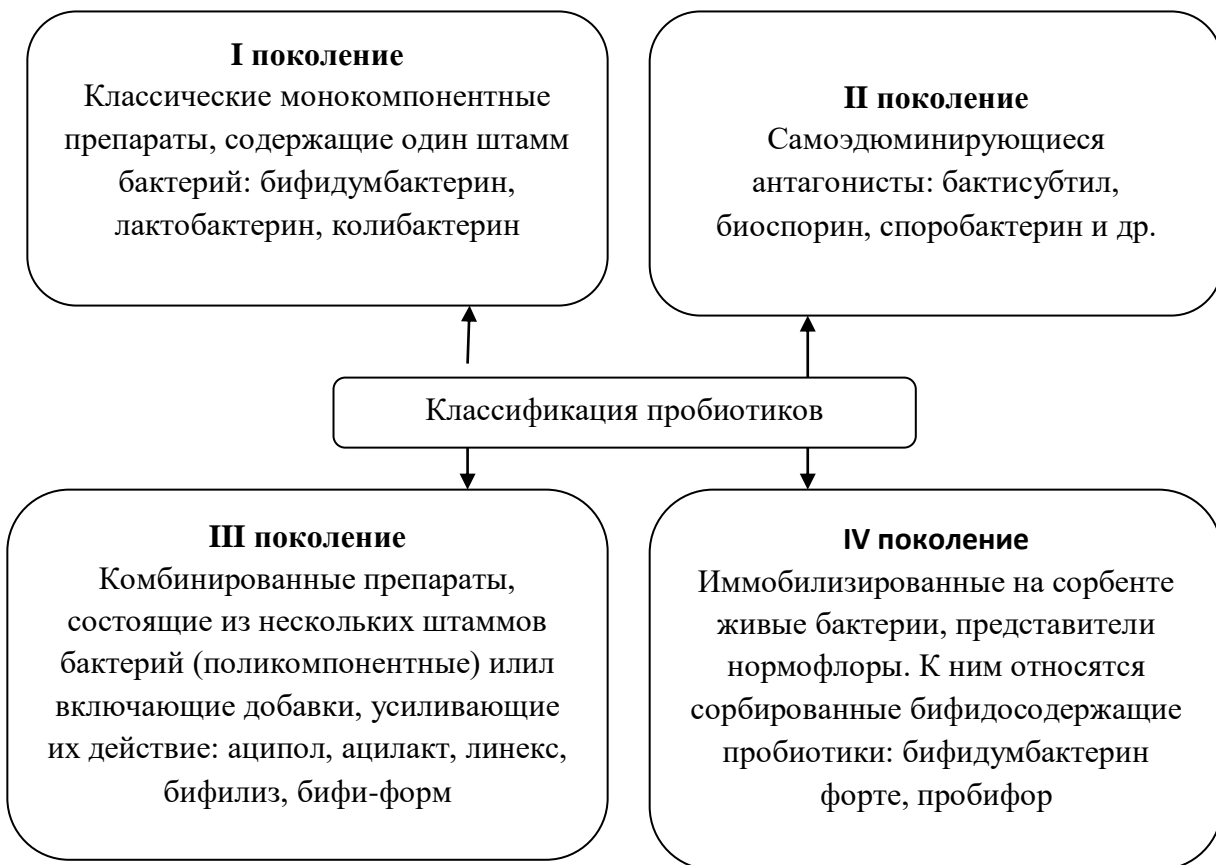 I поколение
Классические монокомпонентные
препараты, содержащие один штамм
бактерий: бифидумбактерин,
лактобактерин, колибактерин
II поколение
Самоэдюминирующиеся
антагонисты: бактисубтил,
биоспорин, споробактерин и др.
Классификация пробиотиков
III поколение
Комбинированные препараты,
состоящие из нескольких штаммов
бактерий (поликомпонентные) илил
включающие добавки, усиливающие
их действие: аципол, ацилакт, линекс,
бифилиз, бифи-форм
IV поколение
Иммобилизированные на сорбенте
живые бактерии, представители
нормофлоры. К ним относятся
сорбированные бифидосодержащие
пробиотики: бифидумбактерин
форте, пробифор